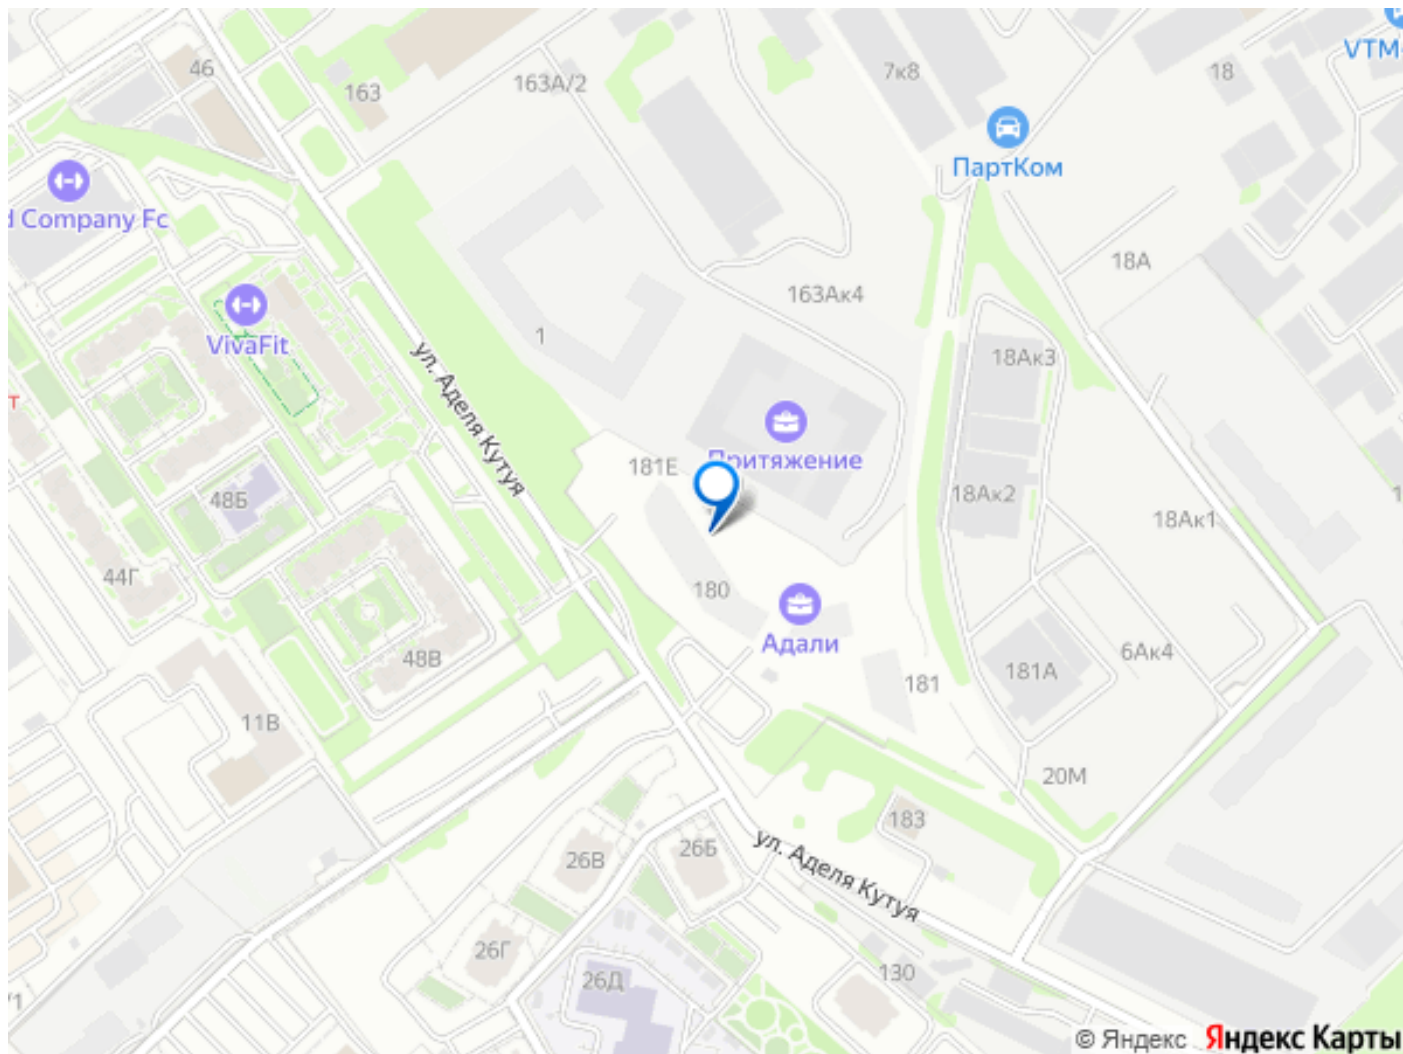 46
163
163А/2
7к8
18
VTM-
ПартКом
d Company Fc
18А
163Ак4
VivaFit
1
18Ак3
т
ул. Аделя Кутуя
Притяжение
181Е
48Б
18Ак2
18Ак1
1
44Г
180
Адали
48В
6Ак4
181А
181
11В
20М
183
26В
26Б
ул. Аделя Кутуя
26Г
26Д
130
/1
© Яндекс Яндекс Карты